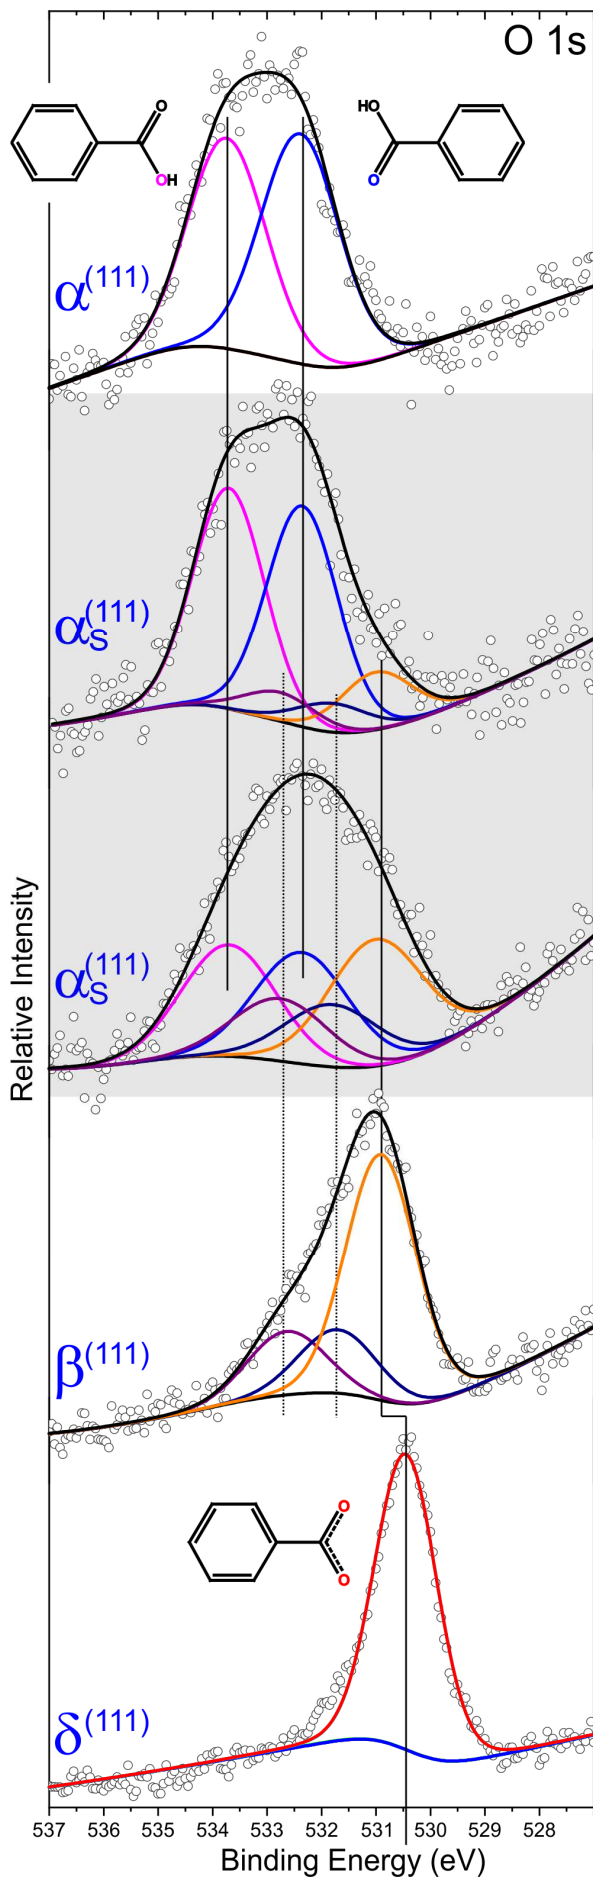 O 1s
O
OH
HO
O
α(111)
αS(111)
αS(111)
β(111)
O
O
δ(111)
Relative Intensity
537 536 535 534 533 532 531 530 529 528
Binding Energy (eV)